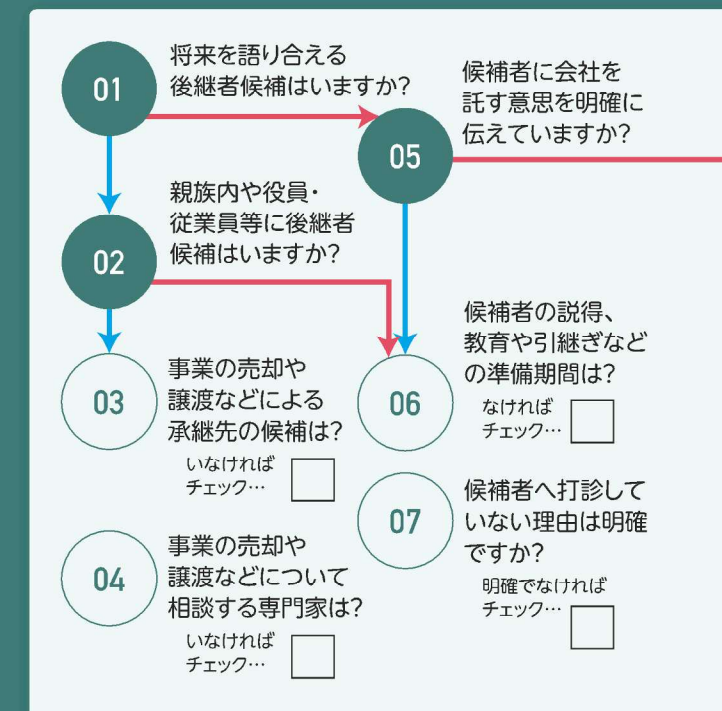 01
将来を語り合える
後継者候補はいますか?
02
親族内や役員・
従業員等に後継者
候補はいますか?
03
事業の売却や
譲渡などによる
承継先の候補は?
いなければ
チェック…
04
事業の売却や
譲渡などについて
相談する専門家は?
いなければ
チェック…
05
候補者に会社を
託す意思を明確に
伝えていますか?
06
候補者の説得、
教育や引継ぎなど
の準備期間は?
なければ
チェック…
07
候補者へ打診して
いない理由は明確
ですか?
明確でなければ
チェック…